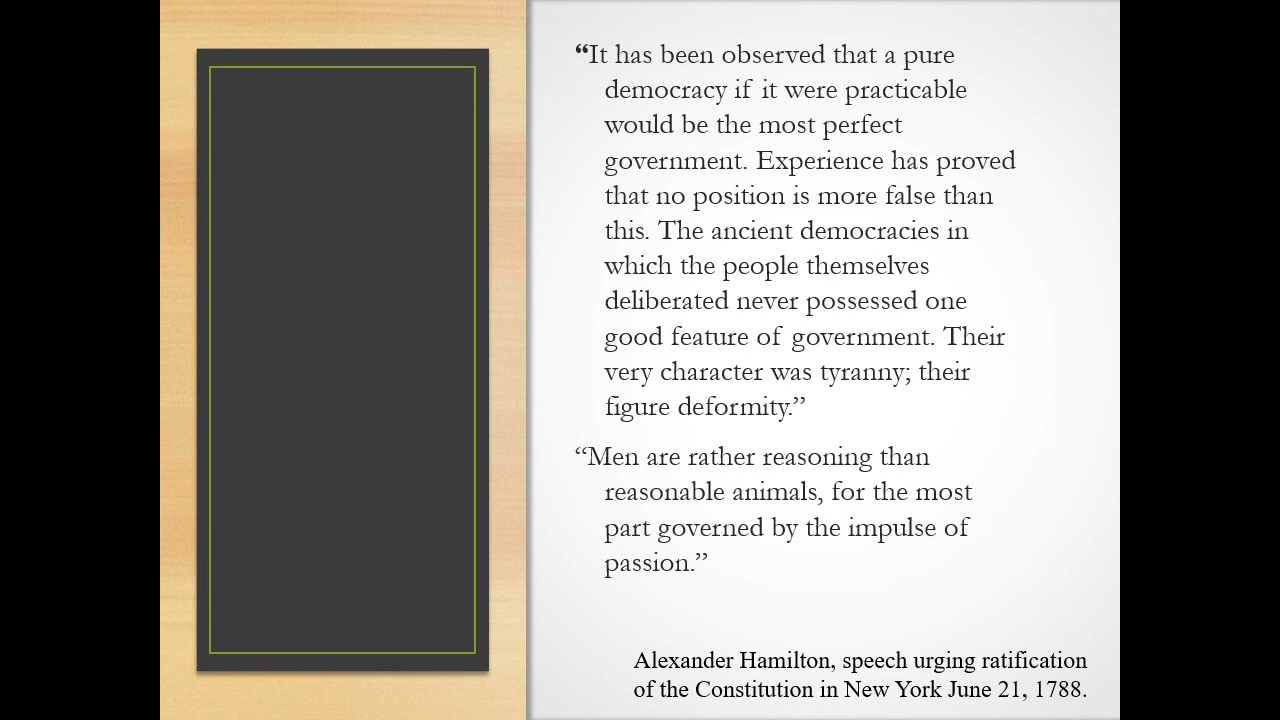 “It has been observed that a pure
democracy if it were practicable
would be the most perfect
government. Experience has proved
that no position is more false than
this. The ancient democracies in
which the people themselves
deliberated never possessed one
good feature of government. Their
very character was tyranny; their
figure deformity.”
“Men are rather reasoning than
reasonable animals, for the most
part governed by the impulse of
passion.”
Alexander Hamilton, speech urging ratification
of the Constitution in New York June 21, 1788.